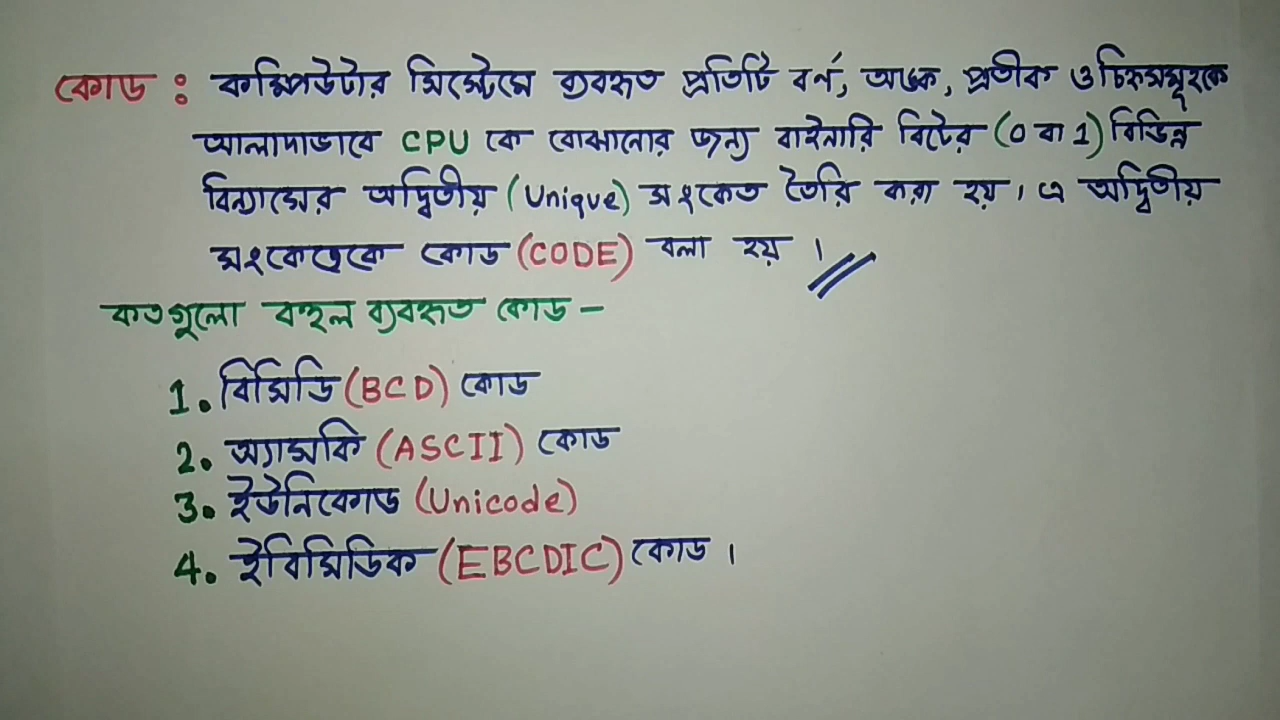 কোড : কম্পিউটার সিস্টেমে ব্যবহৃত প্রতিটি বর্ণ, অঙ্ক, প্রতীক ও চিহ্নসমূহকে
আলাদাভাবে CPU কে বোঝানোর জন্য বাইনারি বিটের (0 বা 1) বিভিন্ন
বিন্যাসের অদ্বিতীয় (Unique) সংকেত তৈরি করা হয়। এ অদ্বিতীয়
সংকেতকে কোড (CODE) বলা হয় ।
কতগুলো বহুল ব্যবহৃত কোড –
1. বিসিডি (BCD) কোড
2. অ্যাসকি (ASCII) কোড
3. ইউনিকোড (Unicode)
4. ইবিসিডিক (EBCDIC) কোড ।